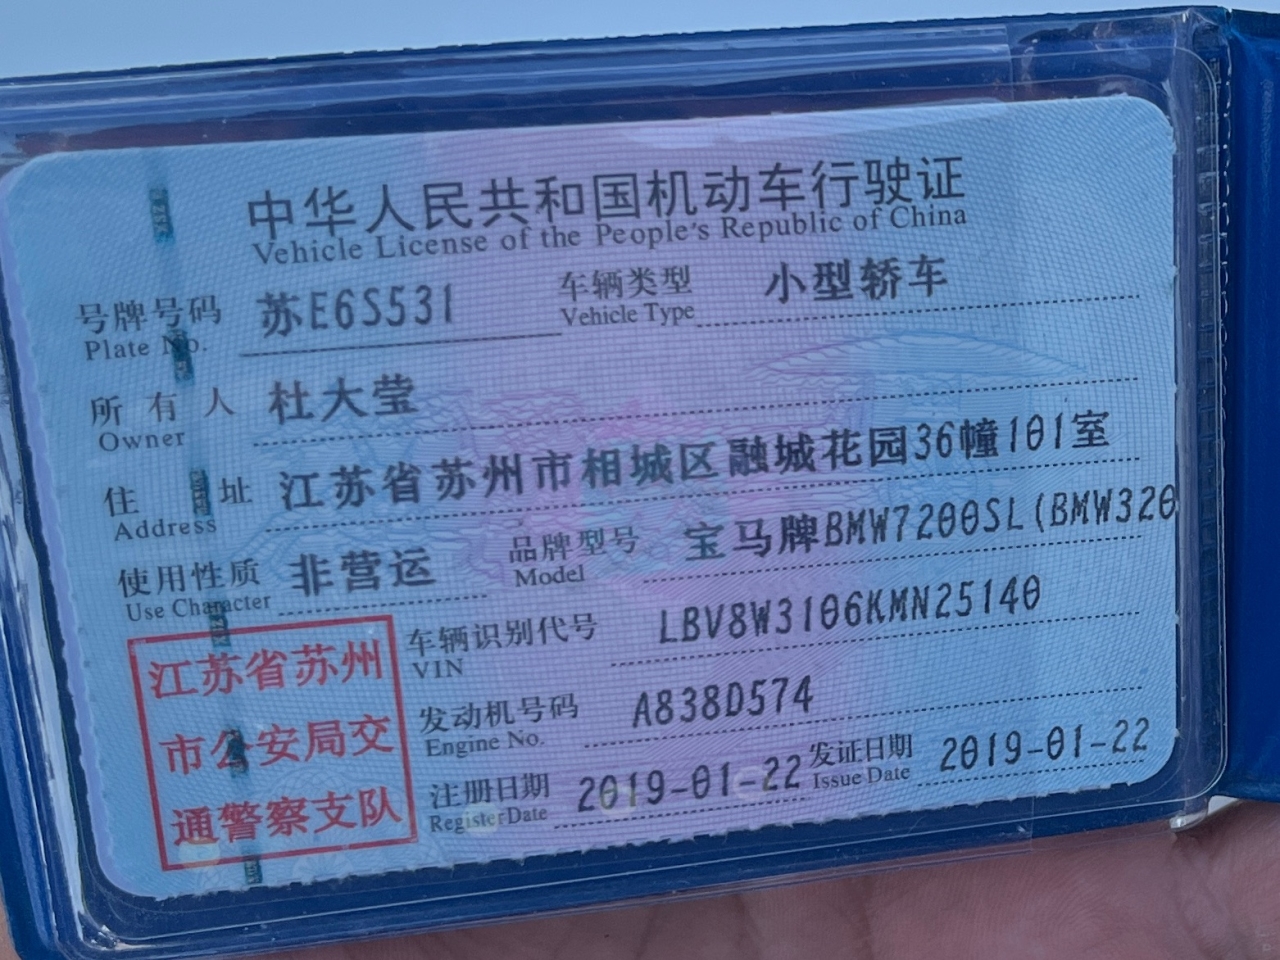 中华人民共和国机动车行驶证
Vehicle License of the People's Republic of China
号牌号码 苏E6S531 车辆类型 小型轿车
Plate No. Vehicle Type
所有人 杜大莹
Owner
住址 江苏省苏州市相城区融城花园36幢101室
Address
使用性质 非营运 品牌型号 宝马牌BMW7200SL(BMW320
Use Character Model
车辆识别代号 LBV8W3106KMN25140
VIN
发动机号码 A838D574
Engine No.
注册日期 2019-01-22 发证日期 2019-01-22
Register Date Issue Date
江苏省苏州
市公安局交
通警察支队